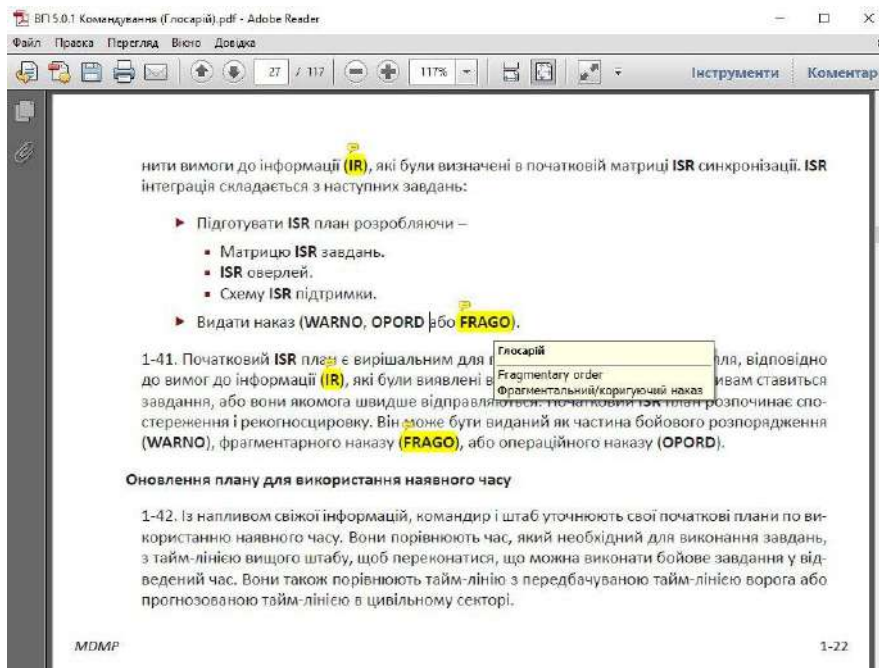 ВП 5.0.1 Командування (Глосарій).pdf - Adobe Reader
Файл Правка Перегляд Вікно Довідка
27 / 117 117% Інструменти Коментар
нити вимоги до інформації (IR), які були визначені в початковій матриці ISR синхронізації. ISR
інтеграція складається з наступних завдань:
► Підготувати ISR план розробляючи –
▪ Матрицю ISR завдань.
▪ ISR оверлей.
▪ Схему ISR підтримки.
► Видати наказ (WARNO, OPORD або FRAGO).
Глосарій
Fragmentary order
Фрагментальний/коригуючий наказ
1-41. Початковий ISR план є вирішальним для ля, відповідно
до вимог до інформації (IR), які були виявлені в ивам ставиться
завдання, або вони якомога швидше відправляються. Початковий ISR план розпочинає спо-
стереження і рекогносцировку. Він може бути виданий як частина бойового розпорядження
(WARNO), фрагментарного наказу (FRAGO), або операційного наказу (OPORD).
Оновлення плану для використання наявного часу
1-42. Із напливом свіжої інформацій, командир і штаб уточнюють свої початкові плани по ви-
користанню наявного часу. Вони порівнюють час, який необхідний для виконання завдань,
з тайм-лінією вищого штабу, щоб переконатися, що можна виконати бойове завдання у від-
ведений час. Вони також порівнюють тайм-лінію з передбачуваною тайм-лінією ворога або
прогнозованою тайм-лінією в цивільному секторі.
MDMP 1-22